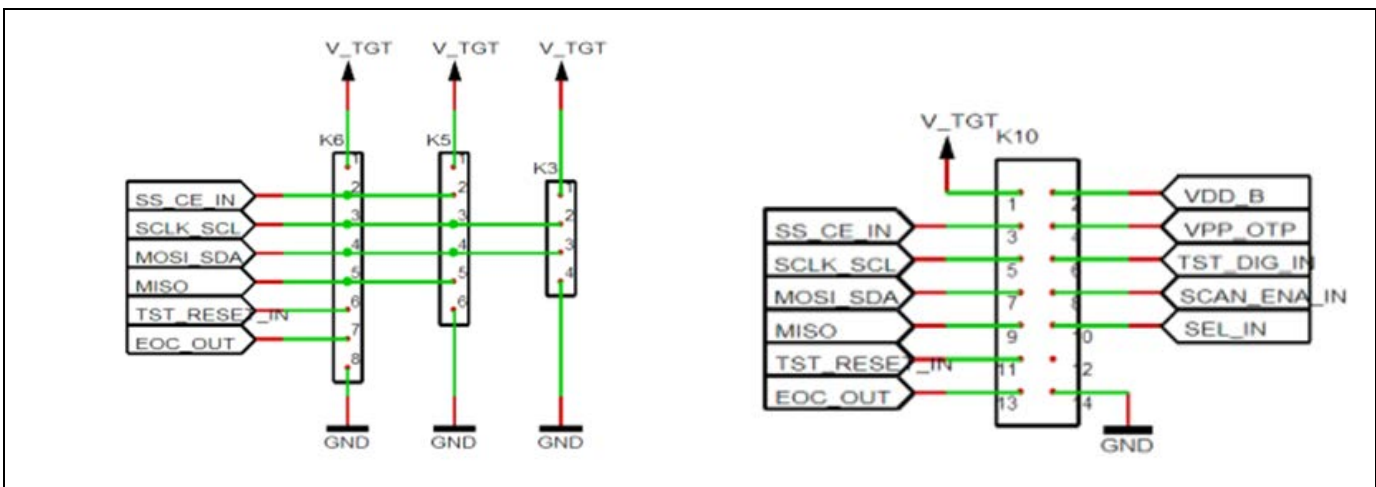 V_TGT V_TGT V_TGT
K6 K5 K3
1 1
SS_CE_IN 2 2 1
SCLK_SCL 3 3 2
MOSI_SDA 4 4 3
MISO 5 5 4
TST_RESET_IN 6 6
EOC_OUT 7
8
GND GND GND
V_TGT K10
1 2 VDD_B
SS_CE_IN 3 4 VPP_OTP
SCLK_SCL 5 6 TST_DIG_IN
MOSI_SDA 7 8 SCAN_ENA_IN
MISO 9 10 SEL_IN
TST_RESET_IN 11 12
EOC_OUT 13 14
GND